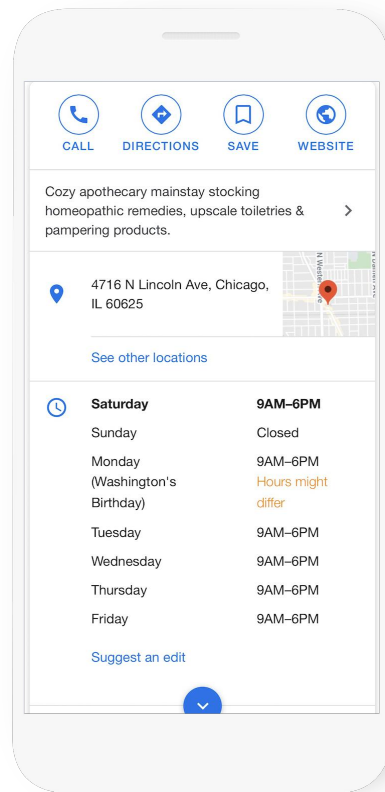 CALL DIRECTIONS SAVE WEBSITE
Cozy apothecary mainstay stocking
homeopathic remedies, upscale toiletries &
pampering products.
4716 N Lincoln Ave, Chicago,
IL 60625
N Western Ave
See other locations
Saturday 9AM–6PM
Sunday Closed
Monday 9AM–6PM
(Washington's Hours might
Birthday) differ
Tuesday 9AM–6PM
Wednesday 9AM–6PM
Thursday 9AM–6PM
Friday 9AM–6PM
Suggest an edit